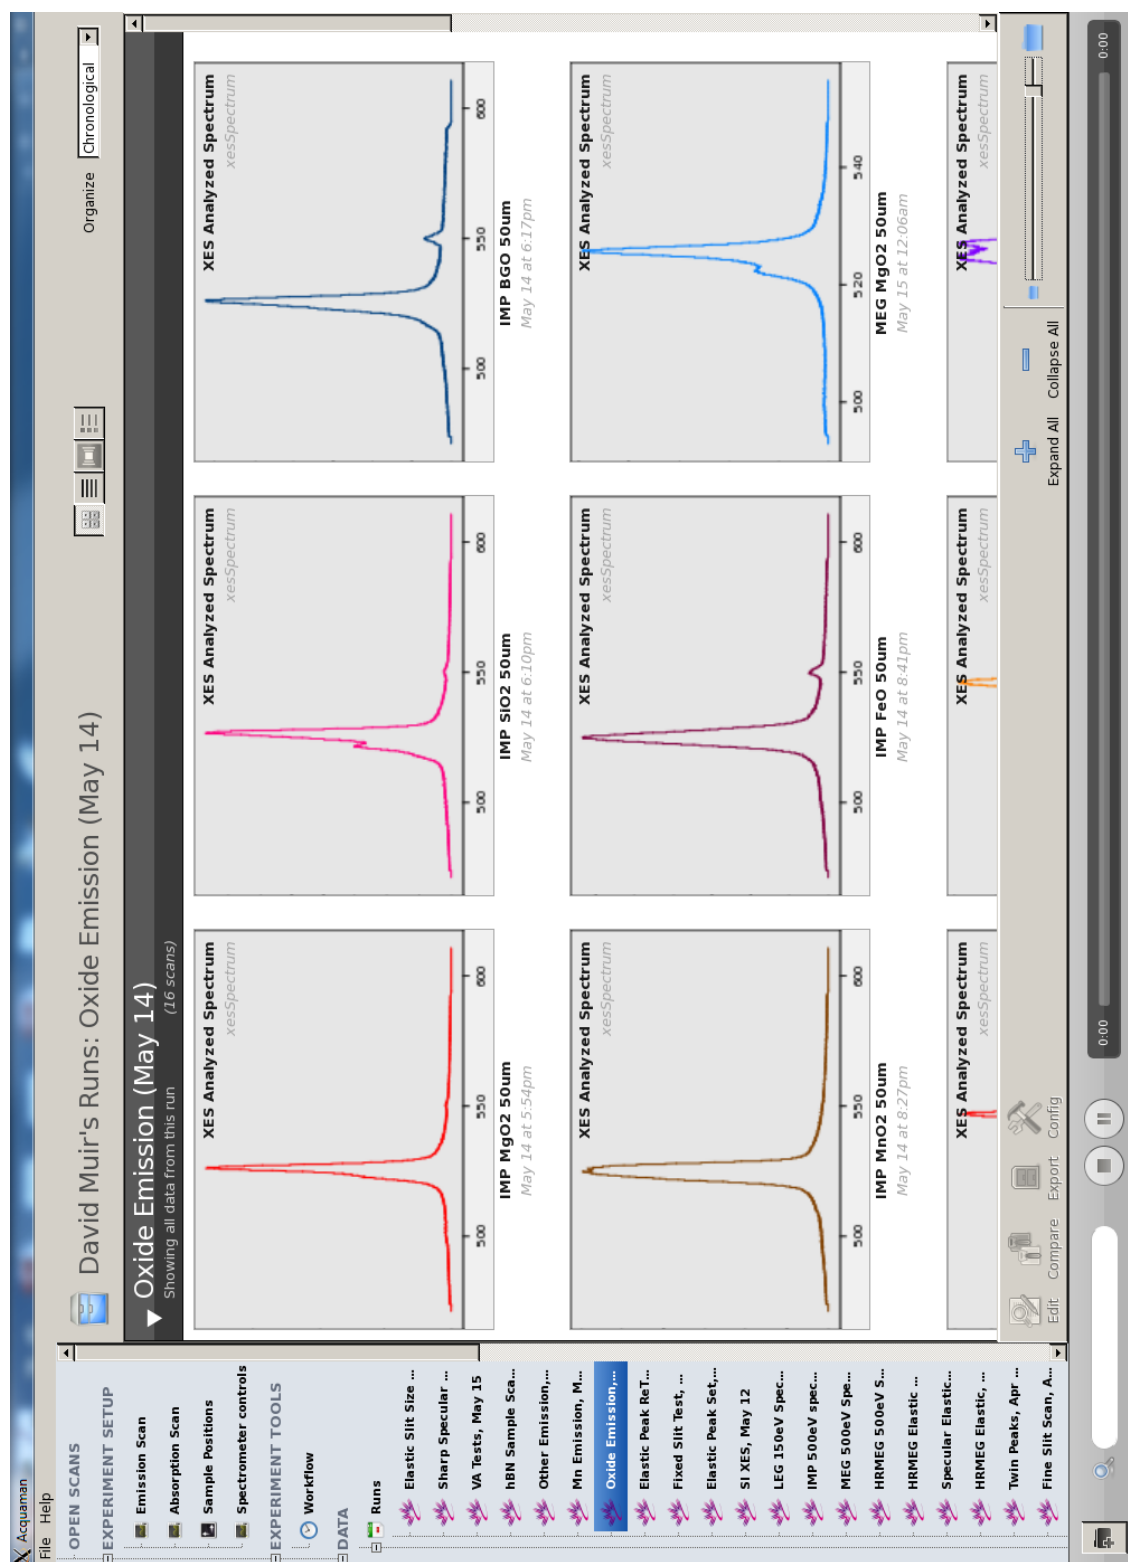 Acquaman
File Help
OPEN SCANS
EXPERIMENT SETUP
Emission Scan
Absorption Scan
Sample Positions
Spectrometer controls
EXPERIMENT TOOLS
Workflow
DATA
Runs
Elastic Slit Size ...
Sharp Specular ...
VA Tests, May 15
hBN Sample Sca...
Other Emission,...
Mn Emission, M...
Oxide Emission,...
Elastic Peak ReT...
Fixed Slit Test, ...
Elastic Peak Set,...
SI XES, May 12
LEG 150eV Spec...
IMP 500eV spec...
MEG 500eV Spe...
HRMEG 500eV S...
HRMEG Elastic ...
Specular Elastic...
HRMEG Elastic, ...
Twin Peaks, Apr ...
Fine Slit Scan, A...
David Muir's Runs: Oxide Emission (May 14)
Organize Chronological
Oxide Emission (May 14)
Showing all data from this run (16 scans)
XES Analyzed Spectrum
xesSpectrum
500 550 600
IMP MgO2 50um
May 14 at 5:54pm
XES Analyzed Spectrum
xesSpectrum
500 550 600
IMP SiO2 50um
May 14 at 6:10pm
XES Analyzed Spectrum
xesSpectrum
500 550 600
IMP BGO 50um
May 14 at 6:17pm
XES Analyzed Spectrum
xesSpectrum
500 550 600
IMP MnO2 50um
May 14 at 8:27pm
XES Analyzed Spectrum
xesSpectrum
500 550 600
IMP FeO 50um
May 14 at 8:41pm
XES Analyzed Spectrum
xesSpectrum
500 520 540
MEG MgO2 50um
May 15 at 12:06am
XES Analyzed Spectrum
xesSpectrum
XES Analyzed Spectrum
xesSpectrum
XES Analyzed Spectrum
xesSpectrum
Edit Compare Export Config Expand All Collapse All
0:00 0:00